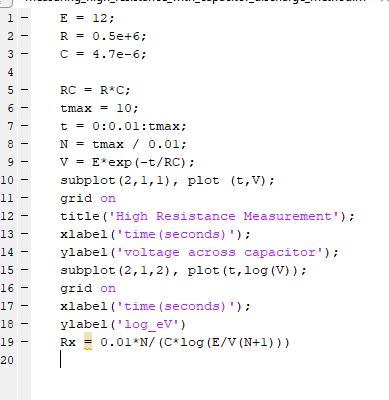 measuring_high_resistance_with_capacitor_discharge_method.m
1 E = 12;
2 R = 0.5e+6;
3 C = 4.7e-6;
4
5 RC = R*C;
6 tmax = 10;
7 t = 0:0.01:tmax;
8 N = tmax / 0.01;
9 V = E*exp(-t/RC);
10 subplot(2,1,1), plot (t,V);
11 grid on
12 title('High Resistance Measurement');
13 xlabel('time(seconds)');
14 ylabel('voltage across capacitor');
15 subplot(2,1,2), plot(t,log(V));
16 grid on
17 xlabel('time(seconds)');
18 ylabel('log_eV')
19 Rx = 0.01*N/(C*log(E/V(N+1)))
20